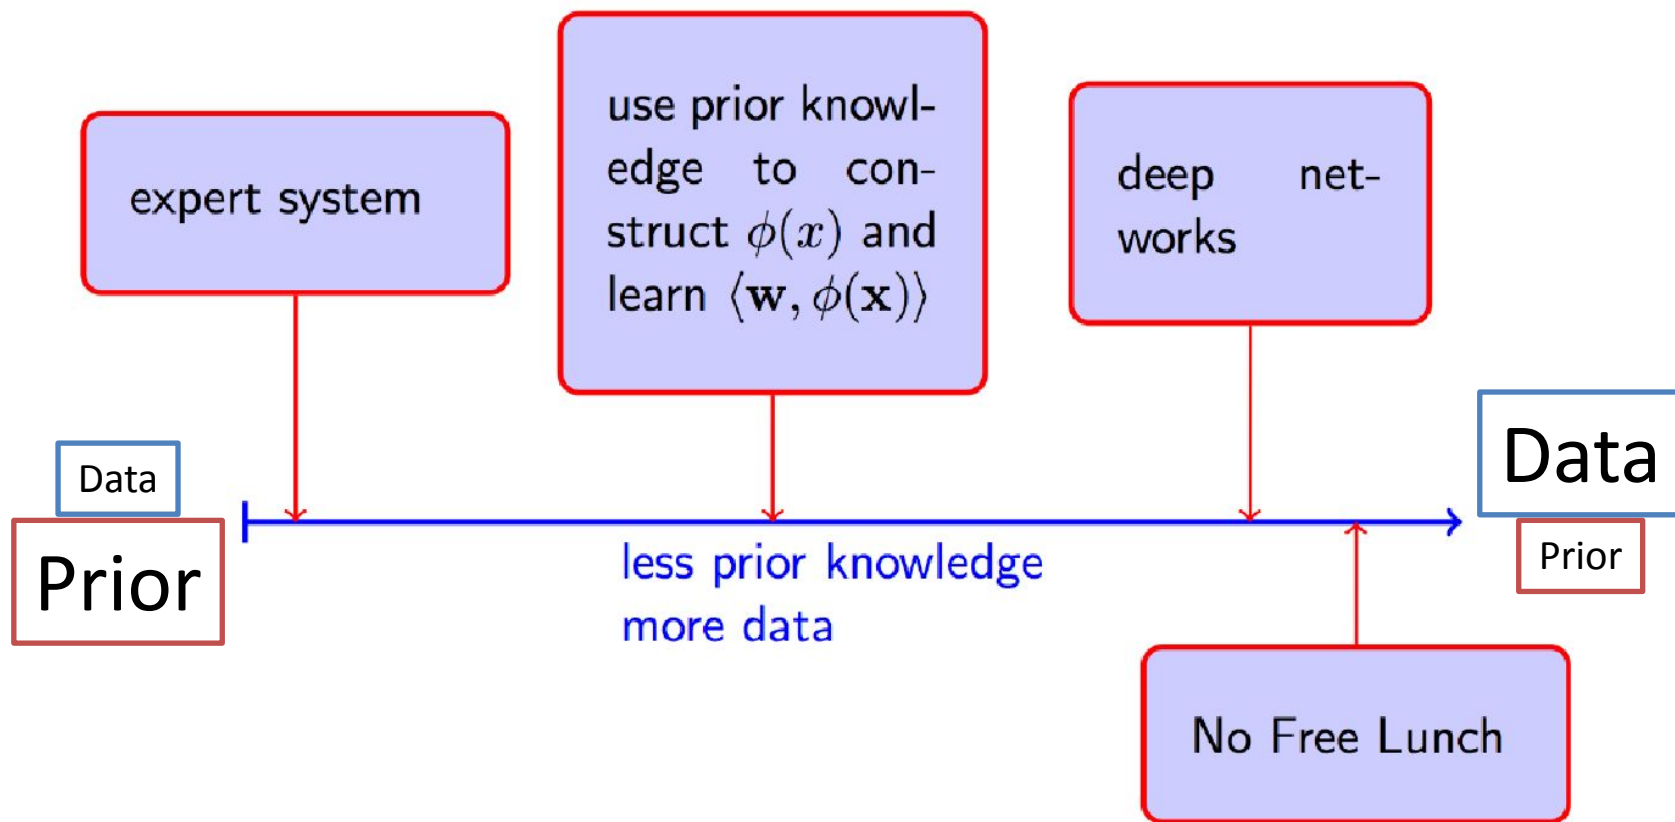 expert system
use prior knowl-
edge to con-
struct ϕ(x) and
learn ⟨w, ϕ(x)⟩
deep net-
works
Data
Prior
Data
Prior
less prior knowledge
more data
No Free Lunch